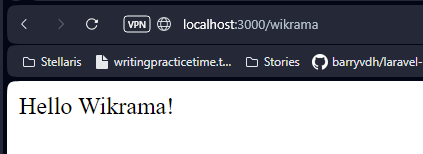 VPN localhost:3000/wikrama
Stellaris writingpracticetime.t... Stories barryvdh/laravel-
Hello Wikrama!